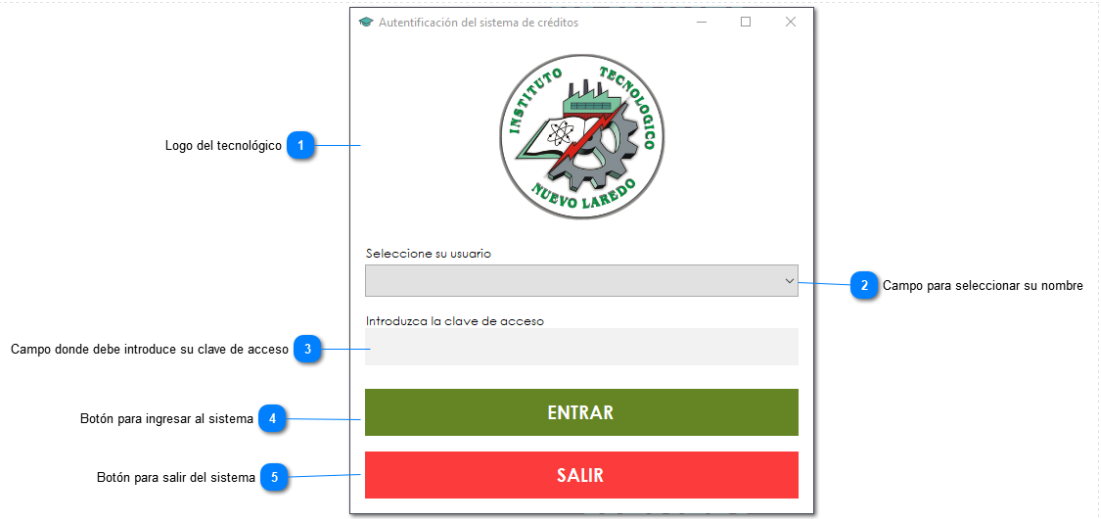 Autentificación del sistema de créditos
INSTITUTO TECNOLOGICO
NUEVO LAREDO
Logo del tecnológico 1
Seleccione su usuario
2 Campo para seleccionar su nombre
Introduzca la clave de acceso
Campo donde debe introduce su clave de acceso 3
ENTRAR
Botón para ingresar al sistema 4
SALIR
Botón para salir del sistema 5